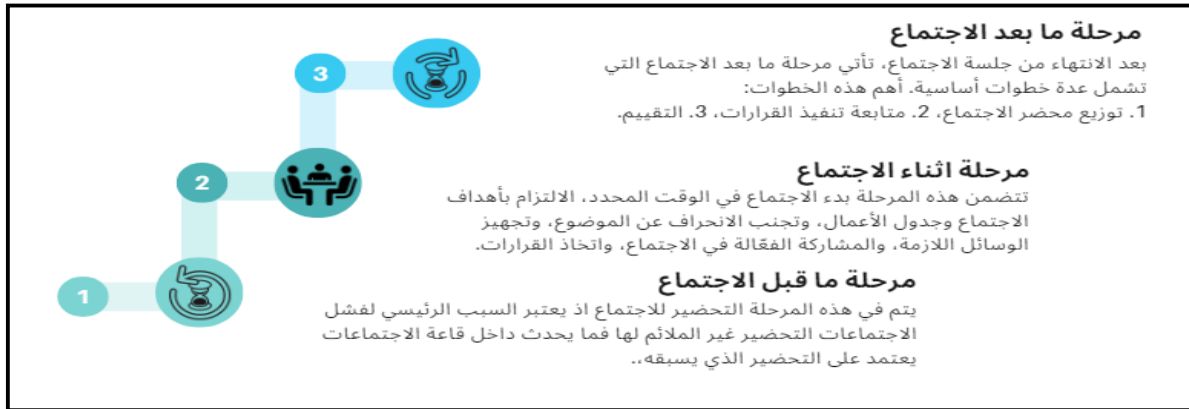 مرحلة ما بعد الاجتماع
بعد الانتهاء من جلسة الاجتماع، تأتي مرحلة ما بعد الاجتماع التي
تشمل عدة خطوات أساسية. أهم هذه الخطوات:
1. توزيع محضر الاجتماع، 2. متابعة تنفيذ القرارات، 3. التقييم.
3
مرحلة اثناء الاجتماع
تتضمن هذه المرحلة بدء الاجتماع في الوقت المحدد، الالتزام بأهداف
الاجتماع وجدول الأعمال، وتجنب الانحراف عن الموضوع، وتجهيز
الوسائل اللازمة، والمشاركة الفعّالة في الاجتماع، واتخاذ القرارات.
2
مرحلة ما قبل الاجتماع
يتم في هذه المرحلة التحضير للاجتماع اذ يعتبر السبب الرئيسي لفشل
الاجتماعات التحضير غير الملائم لها فما يحدث داخل قاعة الاجتماعات
يعتمد على التحضير الذي يسبقه،.
1